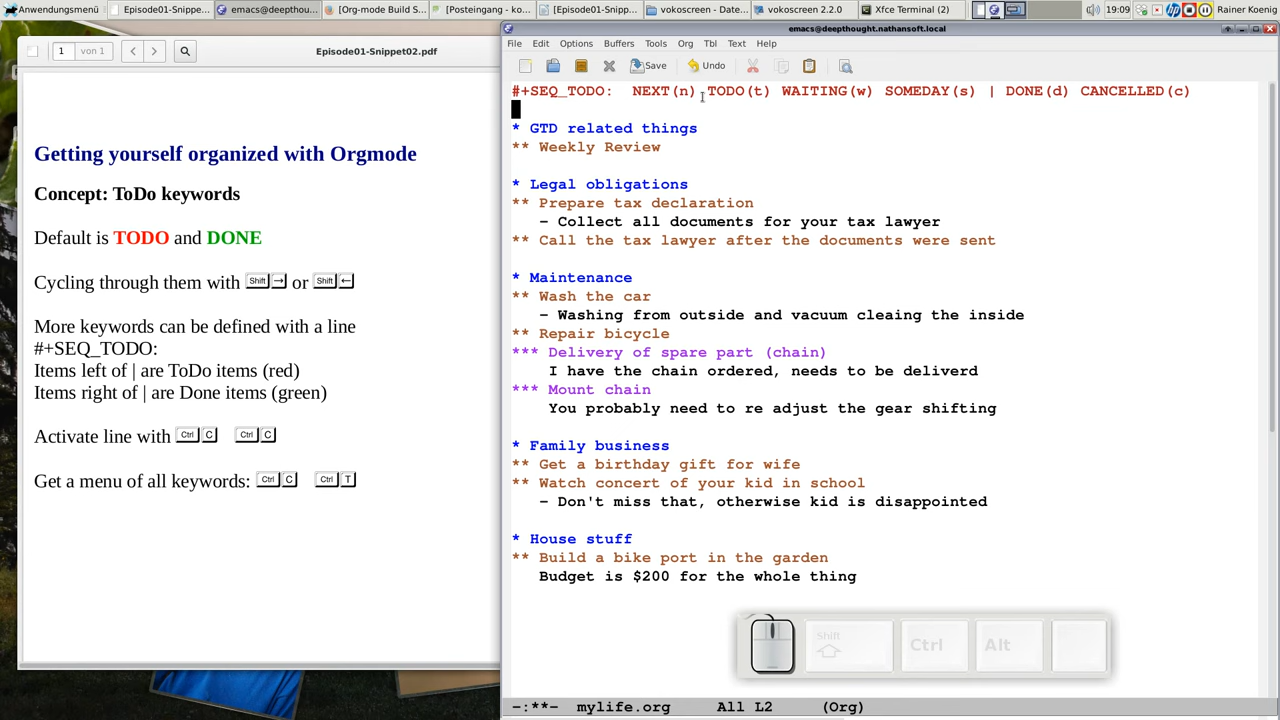 Anwendungsmenü
Episode01-Snippe...
emacs@deepthou...
[Org-mode Build S...
[Posteingang - ko...
[Episode01-Snippe...
vokoscreen - Date...
vokoscreen 2.2.0
Xfce Terminal (2)
19:09
Rainer Koenig
1 von 1
Episode01-Snippet02.pdf
Getting yourself organized with Orgmode
Concept: ToDo keywords
Default is TODO and DONE
Cycling through them with Shift → or Shift ←
More keywords can be defined with a line
#+SEQ_TODO:
Items left of | are ToDo items (red)
Items right of | are Done items (green)
Activate line with Ctrl C Ctrl C
Get a menu of all keywords: Ctrl C Ctrl T
emacs@deepthought.nathansoft.local
File Edit Options Buffers Tools Org Tbl Text Help
Save Undo
#+SEQ_TODO: NEXT(n) TODO(t) WAITING(w) SOMEDAY(s) | DONE(d) CANCELLED(c)
* GTD related things
** Weekly Review
* Legal obligations
** Prepare tax declaration
– Collect all documents for your tax lawyer
** Call the tax lawyer after the documents were sent
* Maintenance
** Wash the car
– Washing from outside and vacuum cleaing the inside
** Repair bicycle
*** Delivery of spare part (chain)
I have the chain ordered, needs to be deliverd
*** Mount chain
You probably need to re adjust the gear shifting
* Family business
** Get a birthday gift for wife
** Watch concert of your kid in school
– Don't miss that, otherwise kid is disappointed
* House stuff
** Build a bike port in the garden
Budget is $200 for the whole thing
Shift Ctrl Alt
-:**- mylife.org All L2 (Org)